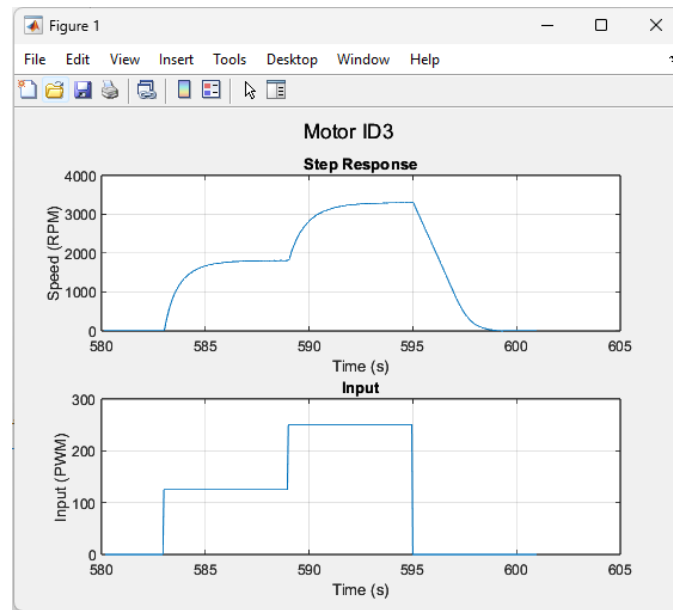 Figure 1
File Edit View Insert Tools Desktop Window Help
Motor ID3
Step Response
4000
3000
2000
1000
0
Speed (RPM)
580 585 590 595 600 605
Time (s)
Input
300
200
100
0
Input (PWM)
580 585 590 595 600 605
Time (s)